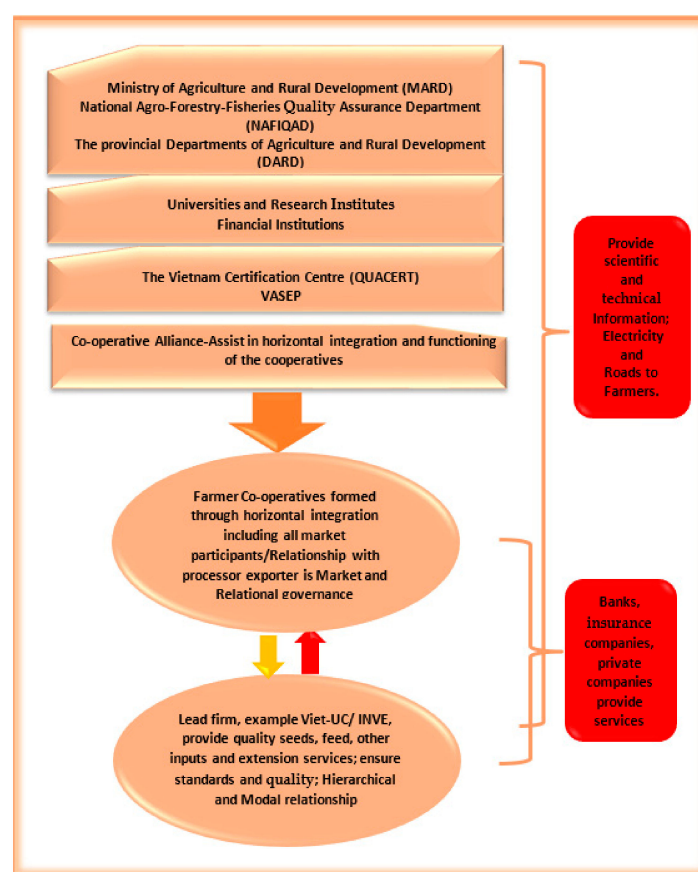 Ministry of Agriculture and Rural Development (MARD)
National Agro-Forestry-Fisheries Quality Assurance Department
(NAFIQAD)
The provincial Departments of Agriculture and Rural Development
(DARD)
Universities and Research Institutes
Financial Institutions
The Vietnam Certification Centre (QUACERT)
VASEP
Co-operative Alliance-Assist in horizontal integration and functioning
of the cooperatives
Farmer Co-operatives formed
through horizontal integration
including all market
participants/Relationship with
processor exporter is Market and
Relational governance
Lead firm, example Viet-UC/ INVE,
provide quality seeds, feed, other
inputs and extension services; ensure
standards and quality; Hierarchical
and Modal relationship
Provide
scientific
and
technical
Information;
Electricity
and
Roads to
Farmers.
Banks,
insurance
companies,
private
companies
provide
services